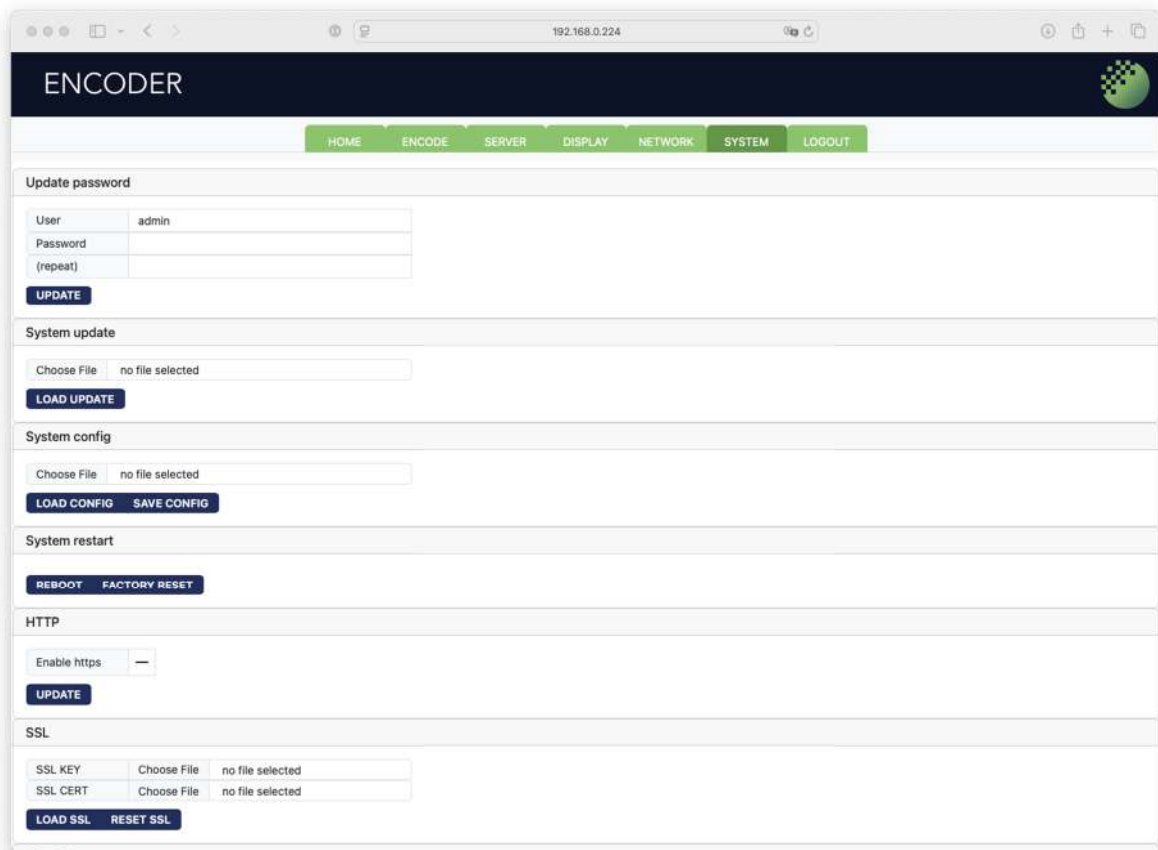 192.168.0.224
ENCODER
HOME ENCODE SERVER DISPLAY NETWORK SYSTEM LOGOUT
Update password
User admin
Password
(repeat)
UPDATE
System update
Choose File no file selected
LOAD UPDATE
System config
Choose File no file selected
LOAD CONFIG SAVE CONFIG
System restart
REBOOT FACTORY RESET
HTTP
Enable https —
UPDATE
SSL
SSL KEY Choose File no file selected
SSL CERT Choose File no file selected
LOAD SSL RESET SSL